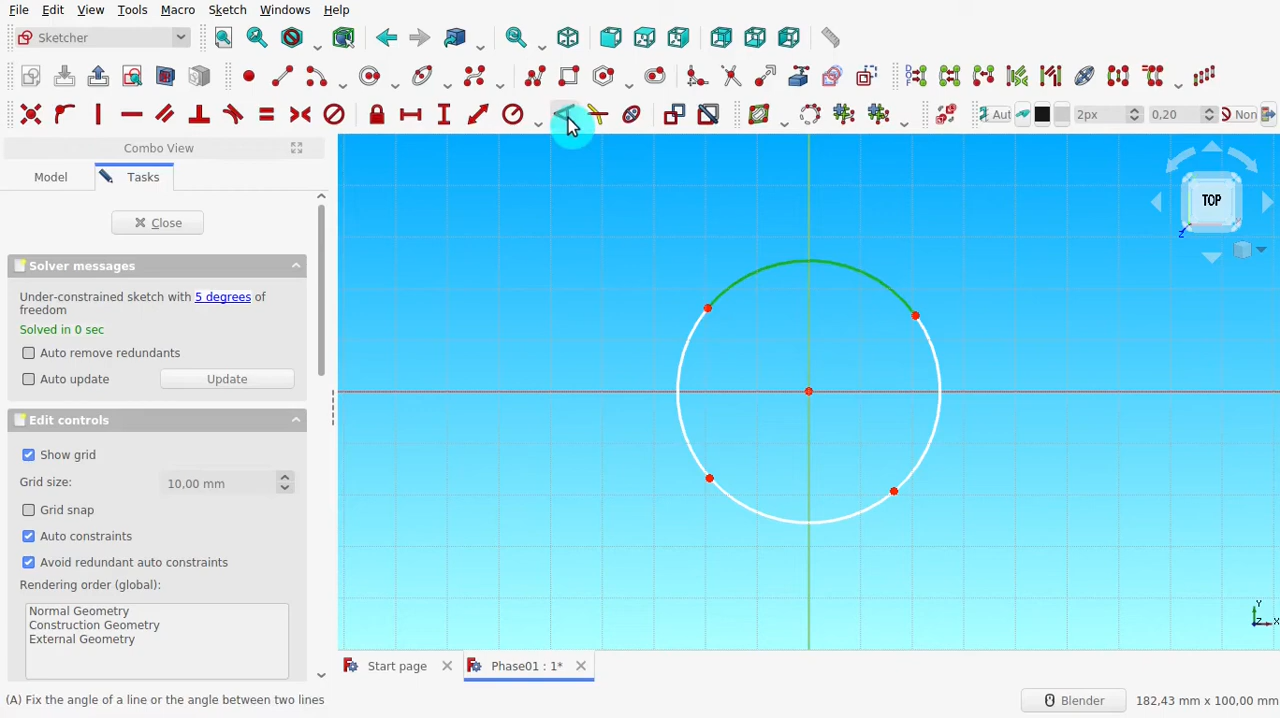 File Edit View Tools Macro Sketch Windows Help
Sketcher
Aut 2px 0,20 Non
Combo View
Model Tasks
Close
Solver messages
Under-constrained sketch with 5 degrees of
freedom
Solved in 0 sec
Auto remove redundants
Auto update Update
Edit controls
Show grid
Grid size: 10,00 mm
Grid snap
Auto constraints
Avoid redundant auto constraints
Rendering order (global):
Normal Geometry
Construction Geometry
External Geometry
TOP
Z
Y
Z X
Start page Phase01 : 1*
(A) Fix the angle of a line or the angle between two lines
Blender 182,43 mm x 100,00 mm